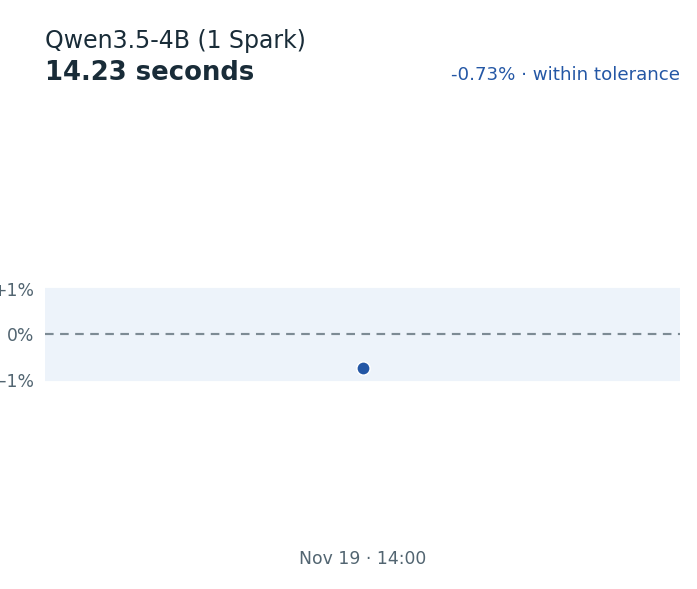 Qwen3.5-4B (1 Spark)
14.23 seconds
-0.73% · within tolerance
+1%
0%
−1%
Nov 19 · 14:00